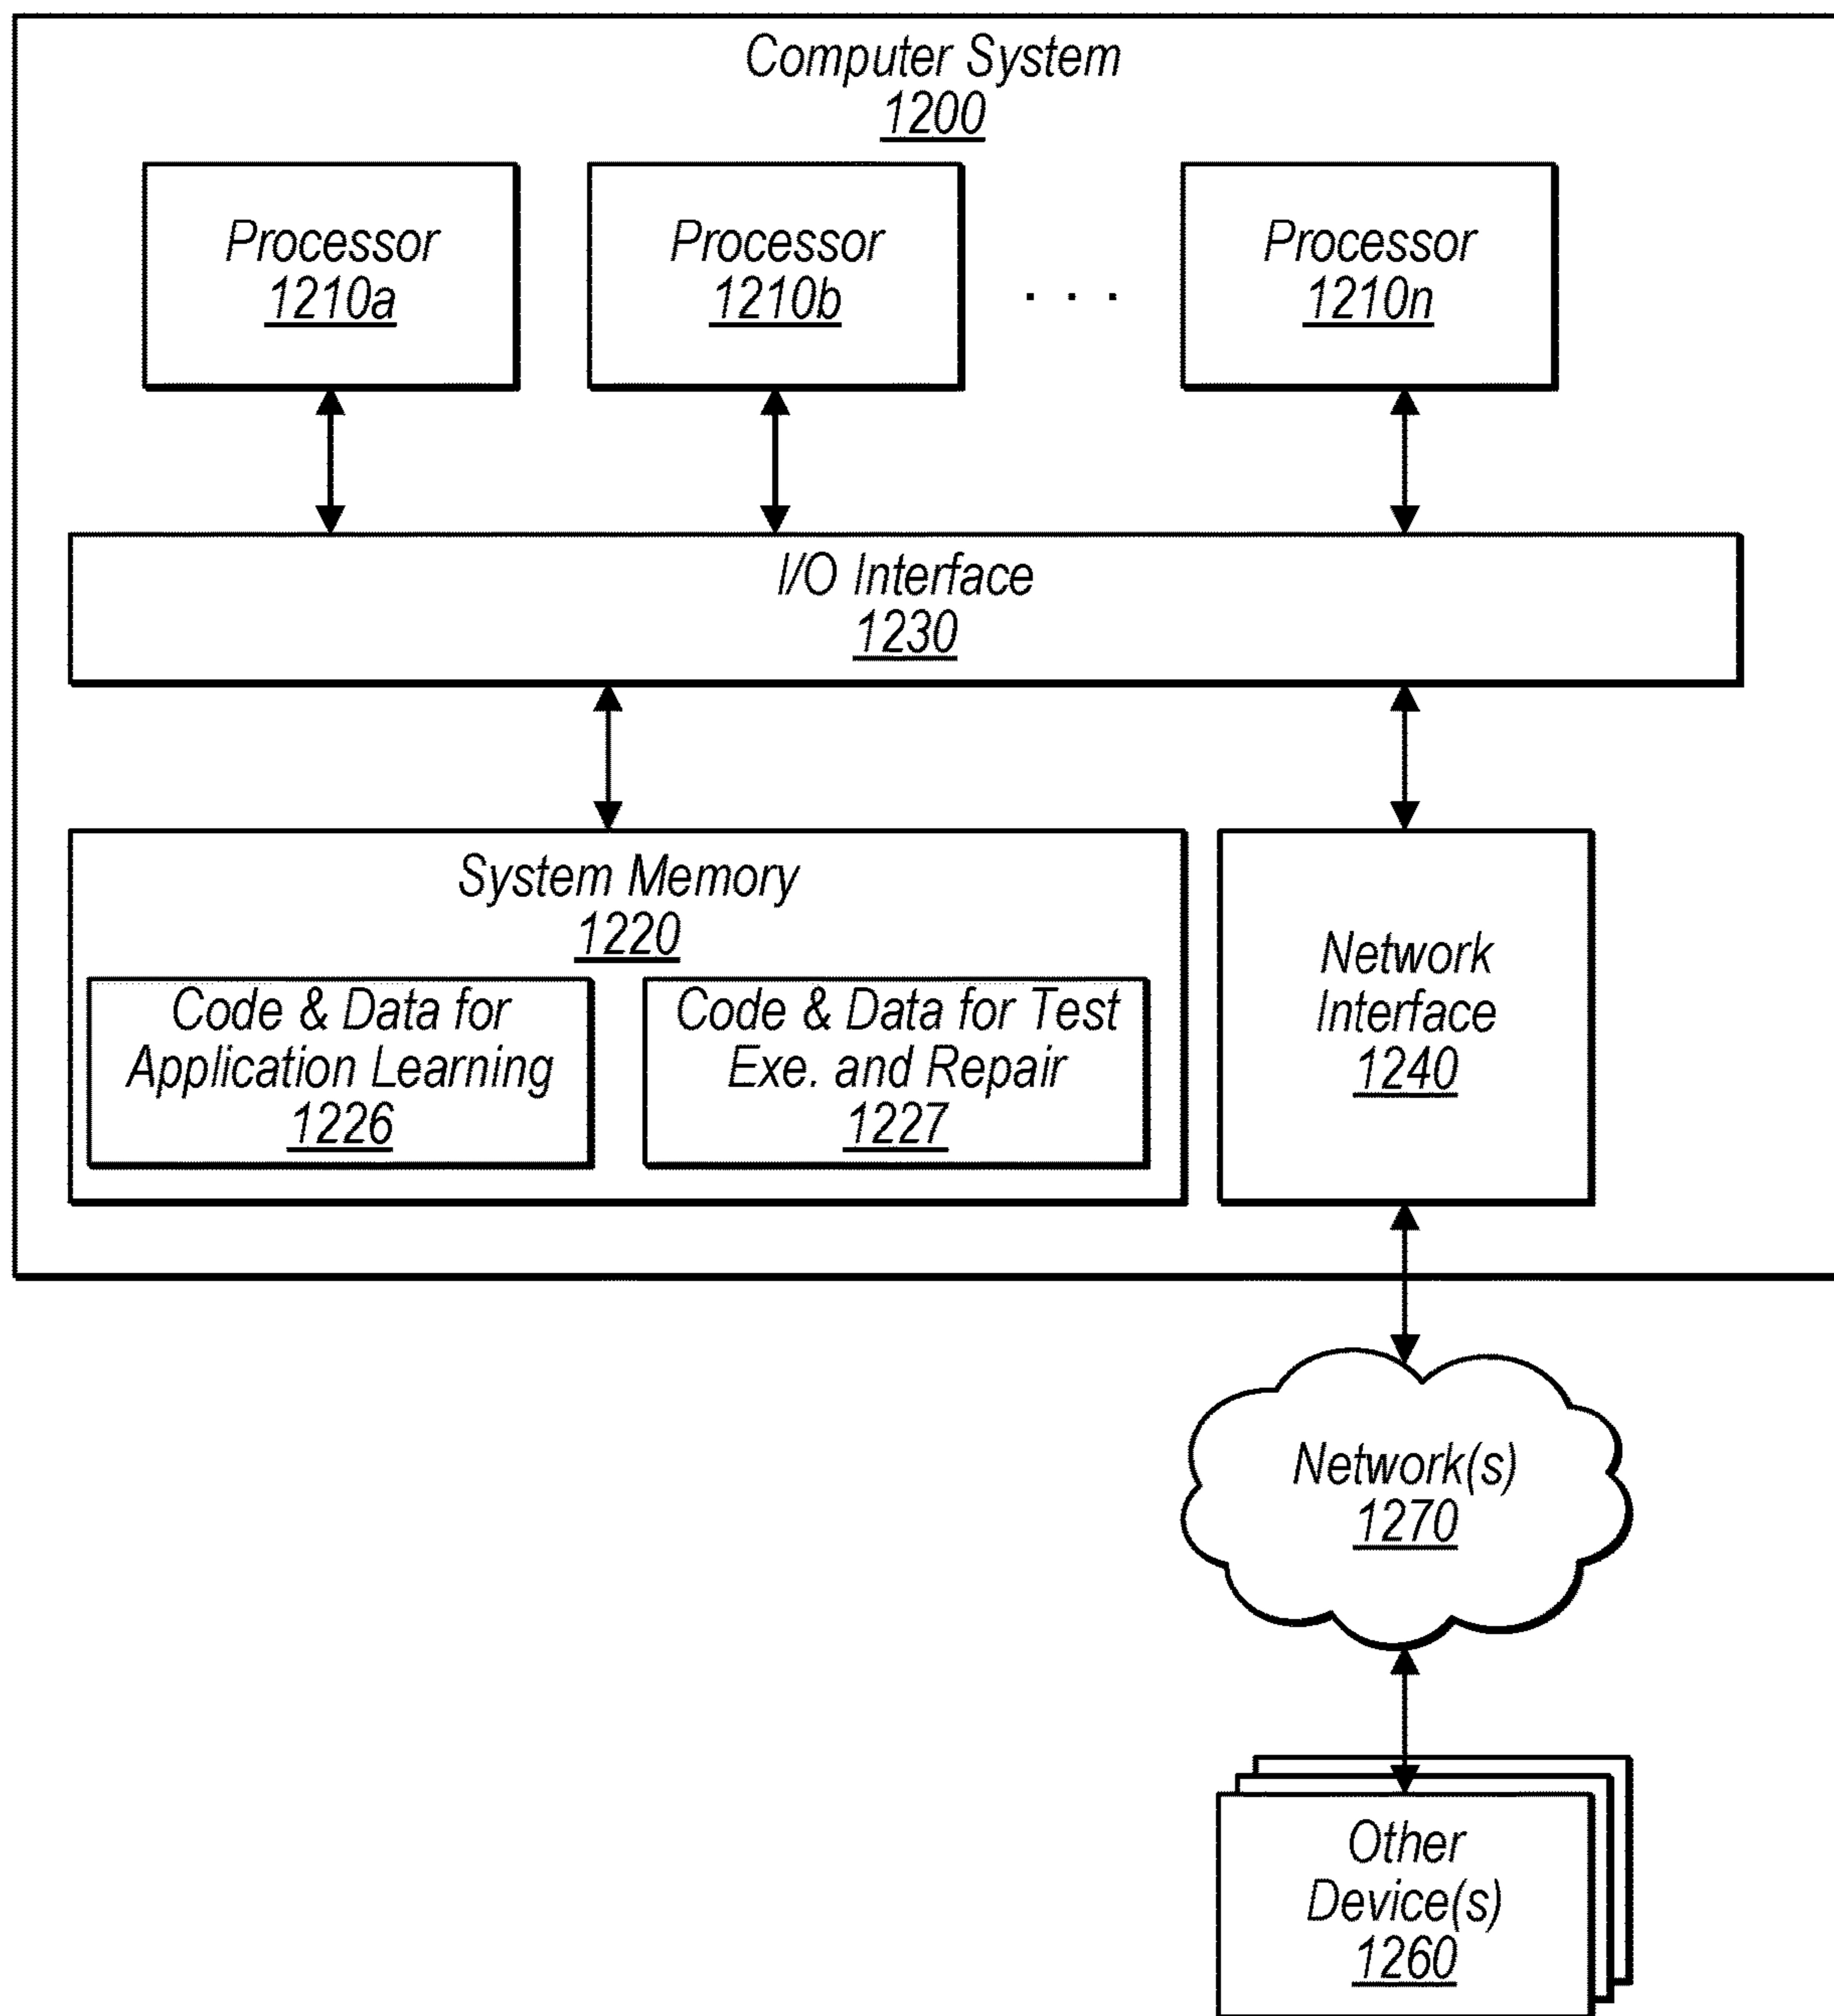 Computer System
1200
Processor
1210a
Processor
1210b
. . .
Processor
1210n
I/O Interface
1230
System Memory
1220
Code & Data for
Application Learning
1226
Code & Data for Test
Exe. and Repair
1227
Network
Interface
1240
Network(s)
1270
Other
Device(s)
1260